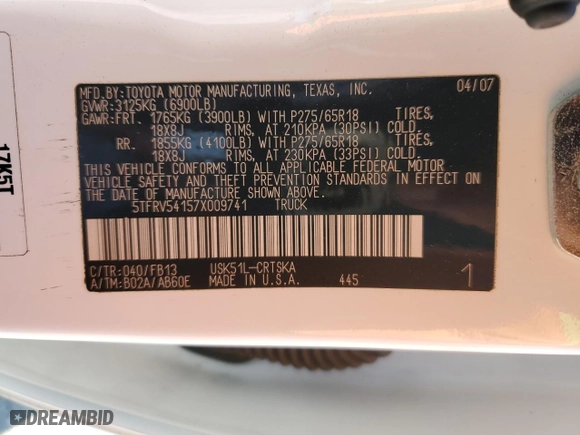 MFD.BY:TOYOTA MOTOR MANUFACTURING, TEXAS, INC. 04/07
GVWR:3125KG (6900LB)
GAWR:FRT. 1765KG (3900LB) WITH P275/65R18 TIRES,
18X8J RIMS, AT 210KPA (30PSI) COLD.
RR. 1855KG (4100LB) WITH P275/65R18 TIRES,
18X8J RIMS, AT 230KPA (33PSI) COLD.
THIS VEHICLE CONFORMS TO ALL APPLICABLE FEDERAL MOTOR
VEHICLE SAFETY AND THEFT PREVENTION STANDARDS IN EFFECT ON
THE DATE OF MANUFACTURE SHOWN ABOVE.
5TFRV54157X009741 TRUCK
C/TR:040/FB13 USK51L-CRTSKA
A/TM:B02A/AB60E MADE IN U.S.A. 445 1
17K5T
DREAMBID